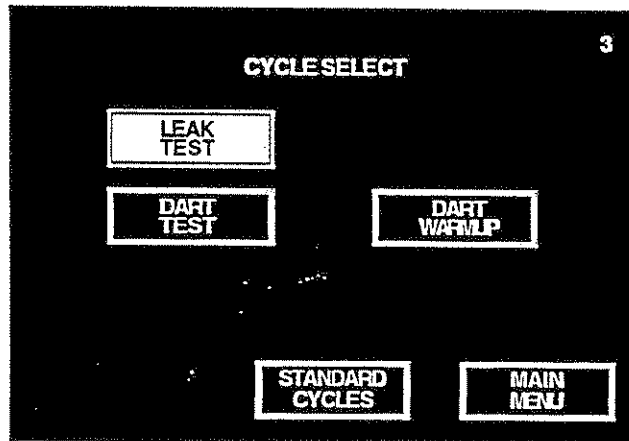 3
CYCLE SELECT
LEAK
TEST
DART
TEST
DART
WARMUP
STANDARD
CYCLES
MAIN
MENU